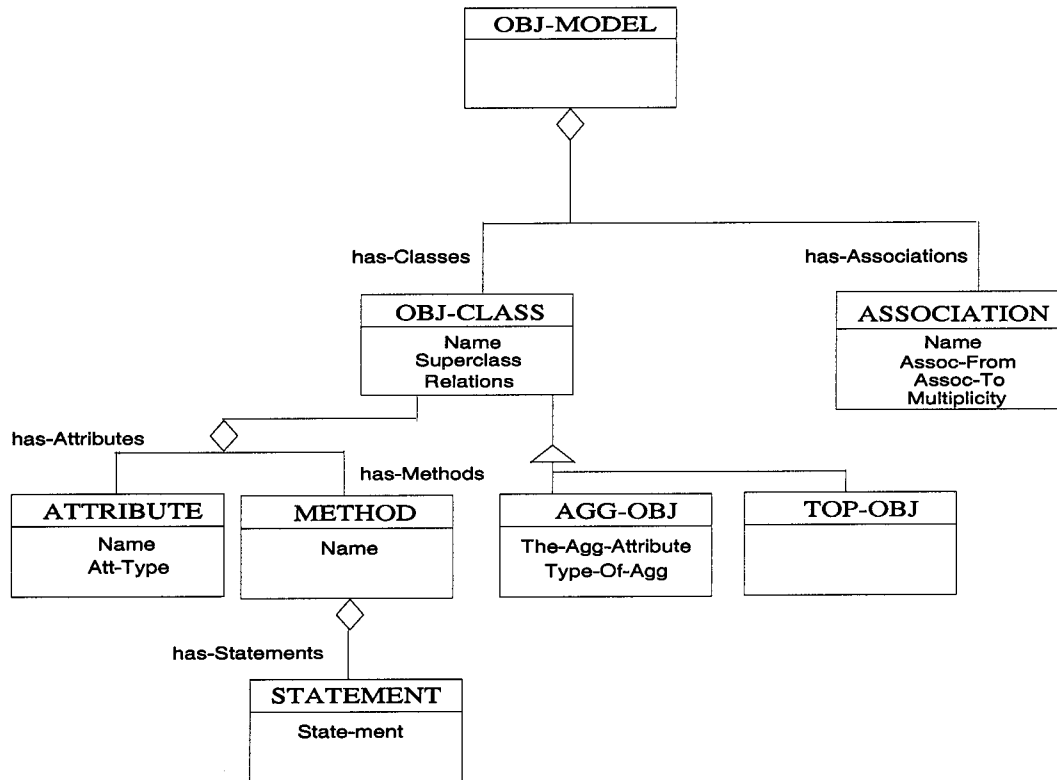 OBJ-MODEL
has-Classes
has-Associations
OBJ-CLASS
Name
Superclass
Relations
ASSOCIATION
Name
Assoc-From
Assoc-To
Multiplicity
has-Attributes
has-Methods
ATTRIBUTE
Name
Att-Type
METHOD
Name
AGG-OBJ
The-Agg-Attribute
Type-Of-Agg
TOP-OBJ
has-Statements
STATEMENT
State-ment